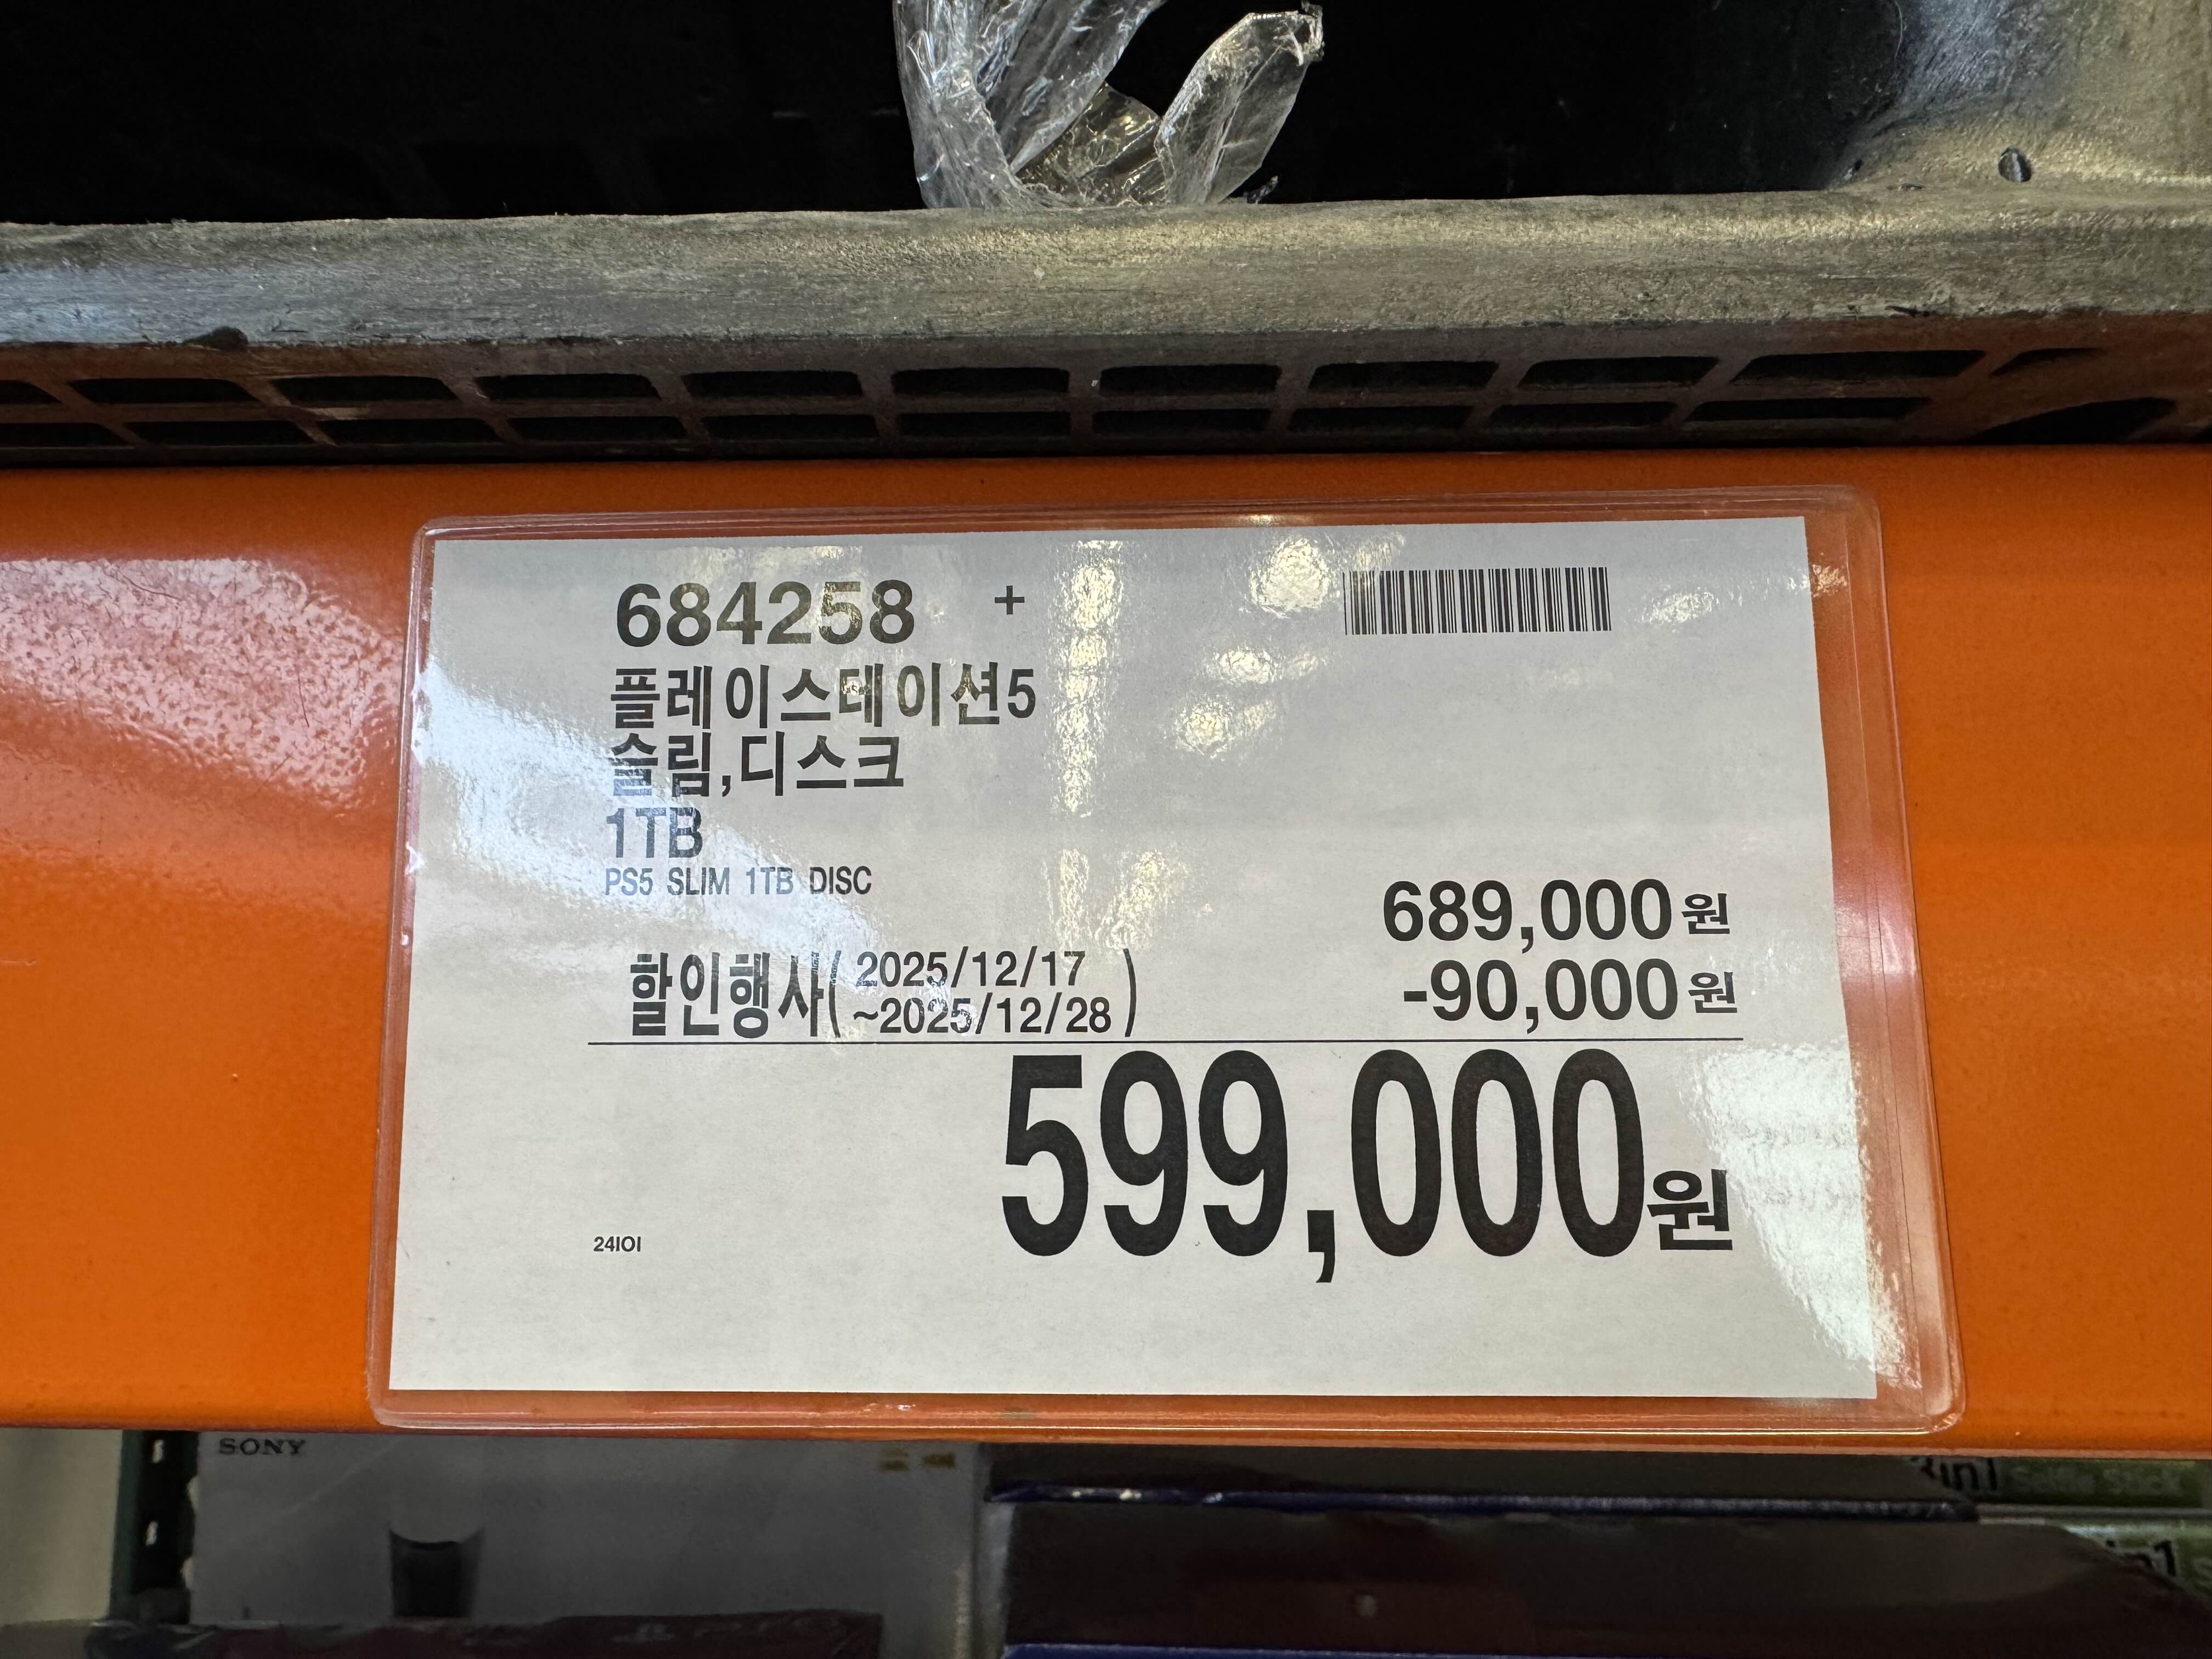 684258 +
플레이스테이션5
슬림,디스크
1TB
PS5 SLIM 1TB DISC
689,000원
할인행사( 2025/12/17
~2025/12/28 )
-90,000원
599,000원
24IOI
SONY
3in1
in1